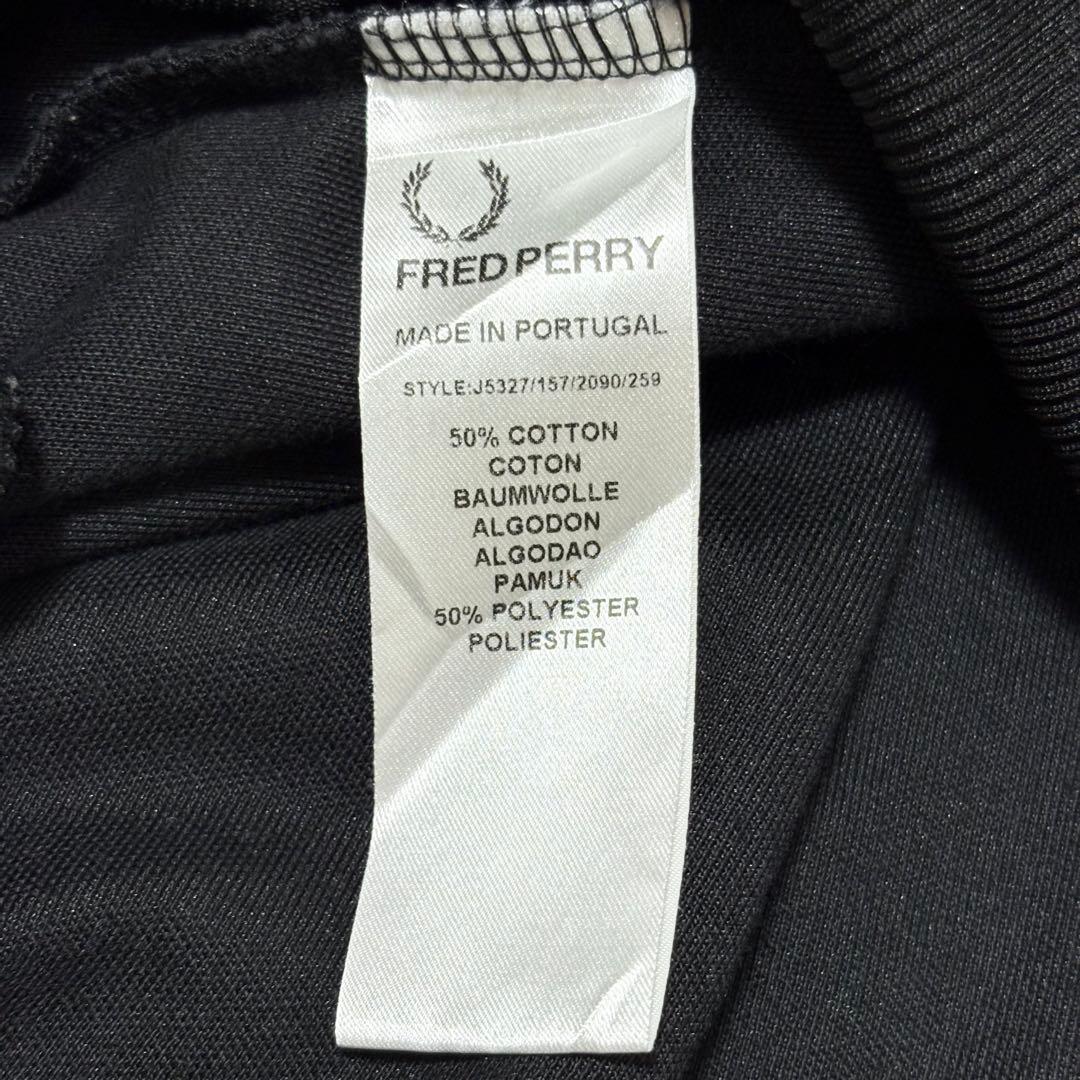 FRED PERRY
MADE IN PORTUGAL
STYLE:J5327/157/2090/259
50% COTTON
COTON
BAUMWOLLE
ALGODON
ALGODAO
PAMUK
50% POLYESTER
POLIESTER